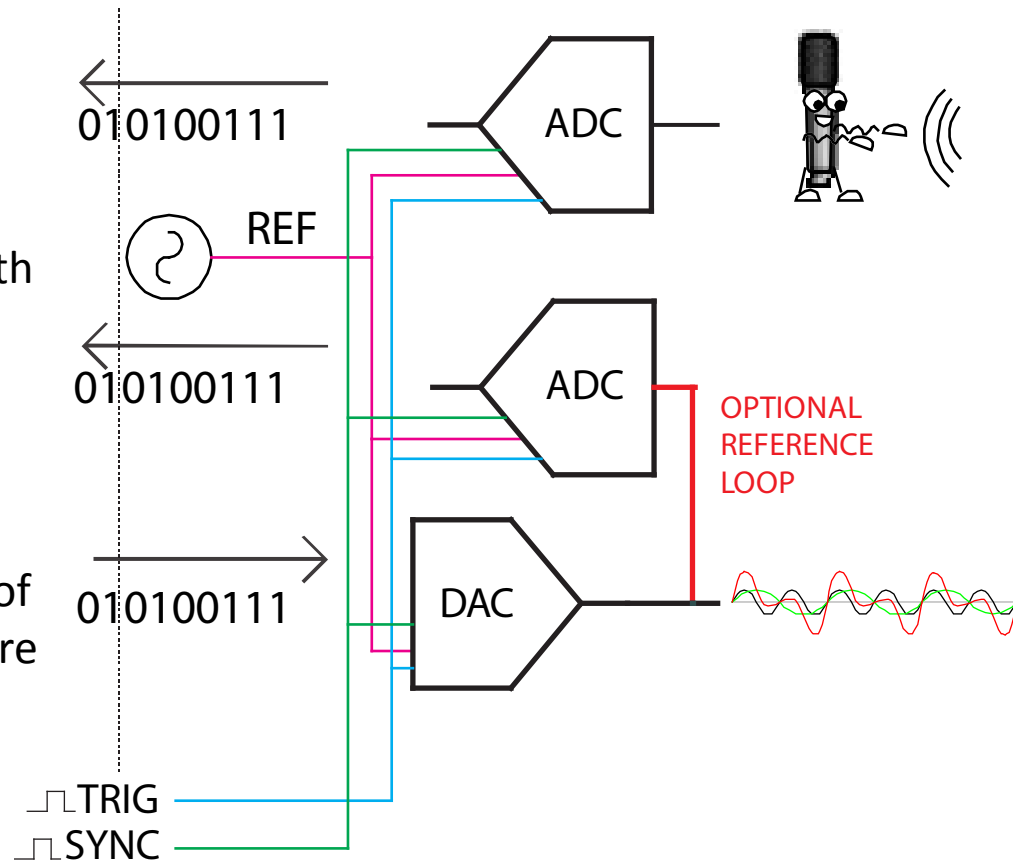 ADC
010100111
REF
th
ADC
010100111
OPTIONAL
REFERENCE
LOOP
of
DAC
010100111
re
TRIG
SYNC